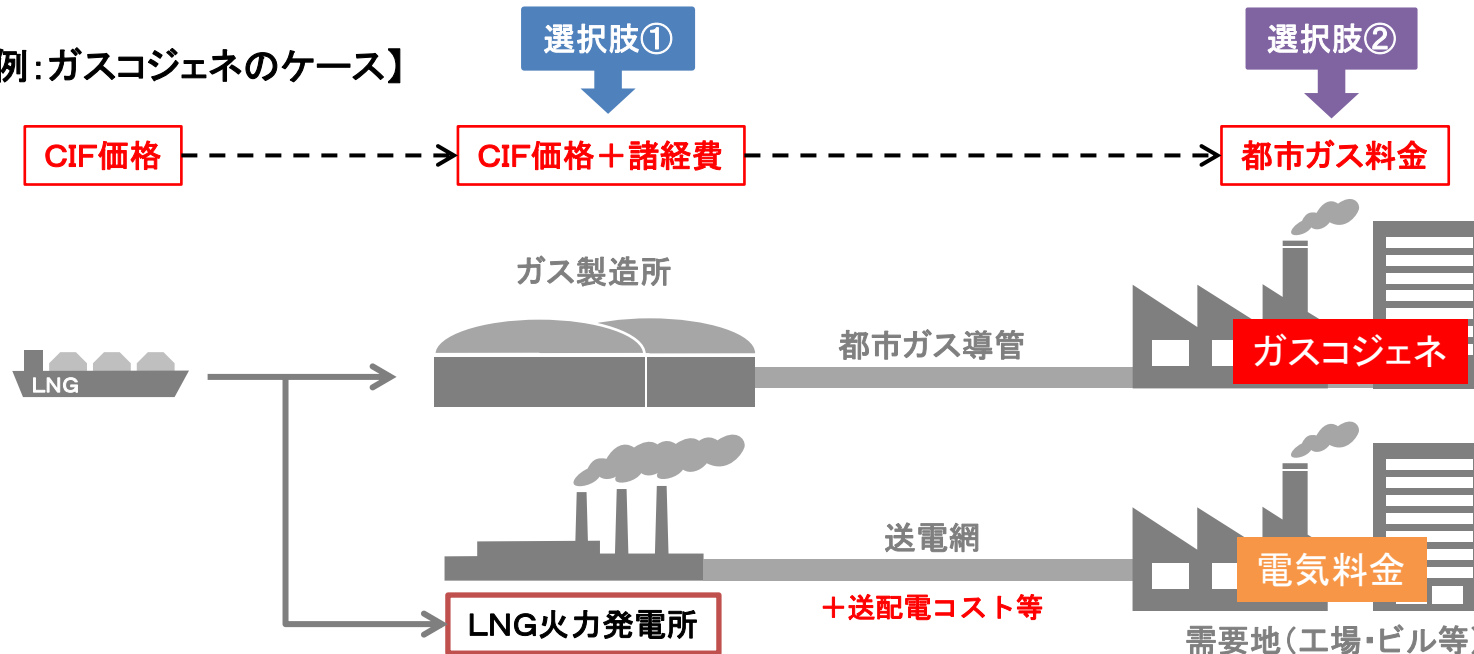 選択肢①
選択肢②
例：ガスコジェネのケース】
CIF価格
CIF価格＋諸経費
都市ガス料金
ガス製造所
都市ガス導管
ガスコジェネ
LNG
送電網
電気料金
＋送配電コスト等
LNG火力発電所
需要地（工場・ビル等）